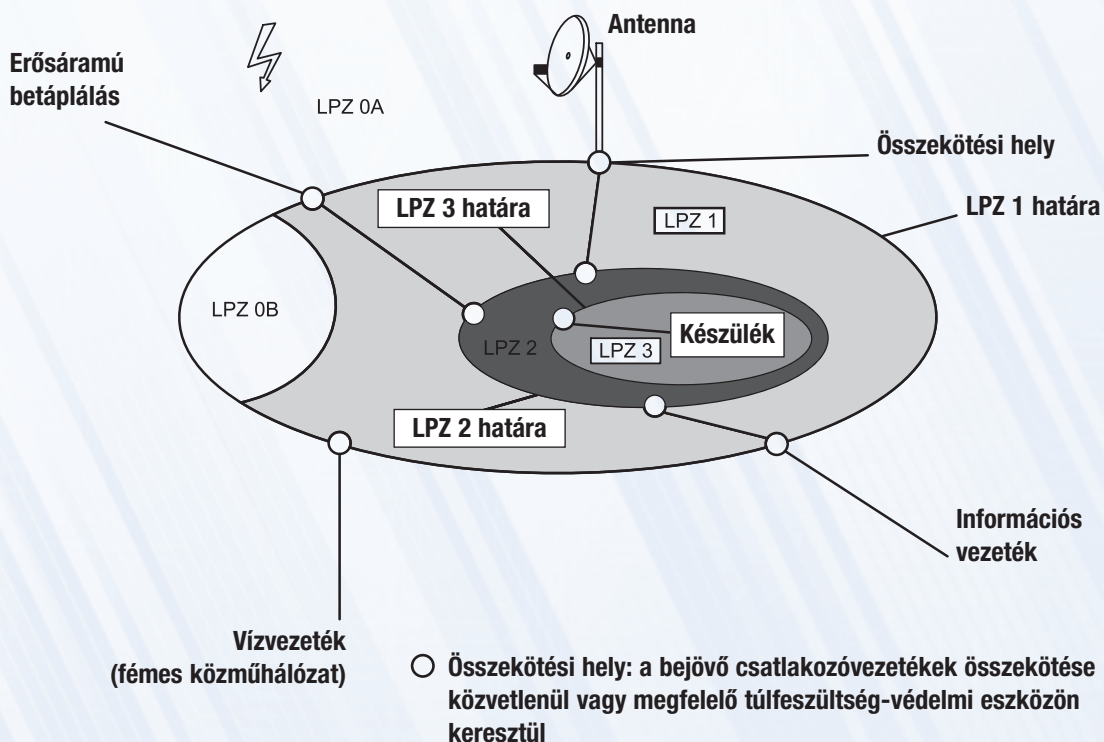 Antenna
Erősáramú
betáplálás
LPZ 0A
Összekötési hely
LPZ 3 határa
LPZ 1
LPZ 1 határa
LPZ 0B
Készülék
LPZ 2
LPZ 3
LPZ 2 határa
Információs
vezeték
Vízvezeték
(fémes közműhálózat)
Összekötési hely: a bejövő csatlakozóvezetékek összekötése
közvetlenül vagy megfelelő túlfeszültség-védelmi eszközön
keresztül